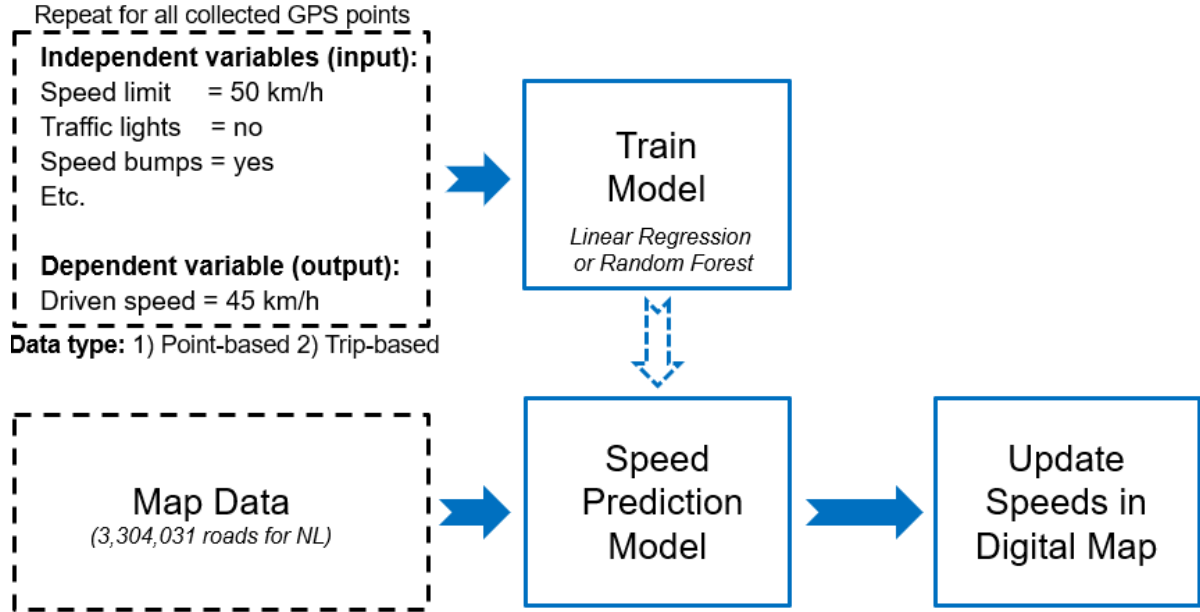 Repeat for all collected GPS points
Independent variables (input):
Speed limit = 50 km/h
Traffic lights = no
Speed bumps = yes
Etc.
Dependent variable (output):
Driven speed = 45 km/h
Data type: 1) Point-based 2) Trip-based
Train
Model
Linear Regression
or Random Forest
Map Data
(3,304,031 roads for NL)
Speed
Prediction
Model
Update
Speeds in
Digital Map